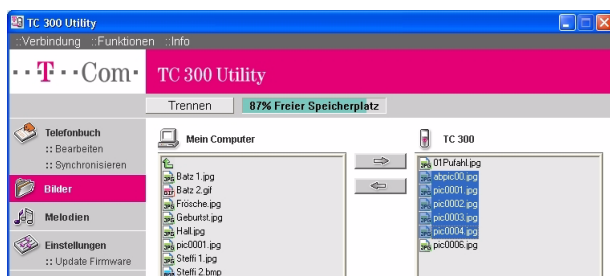 TC 300 Utility
::Verbindung ::Funktionen ::Info
··T··Com·
TC 300 Utility
Trennen
87% Freier Speicherplatz
Telefonbuch
:: Bearbeiten
:: Synchronisieren
Bilder
Melodien
Einstellungen
:: Update Firmware
Mein Computer
Batz 1.jpg
Batz 2.gif
Frösche.jpg
Geburtst.jpg
Hall.jpg
pic0001.jpg
Steffi 1.jpg
Steffi 2.bmp
TC 300
01Pufahl.jpg
abpic00.jpg
pic0001.jpg
pic0002.jpg
pic0003.jpg
pic0004.jpg
pic0006.jpg